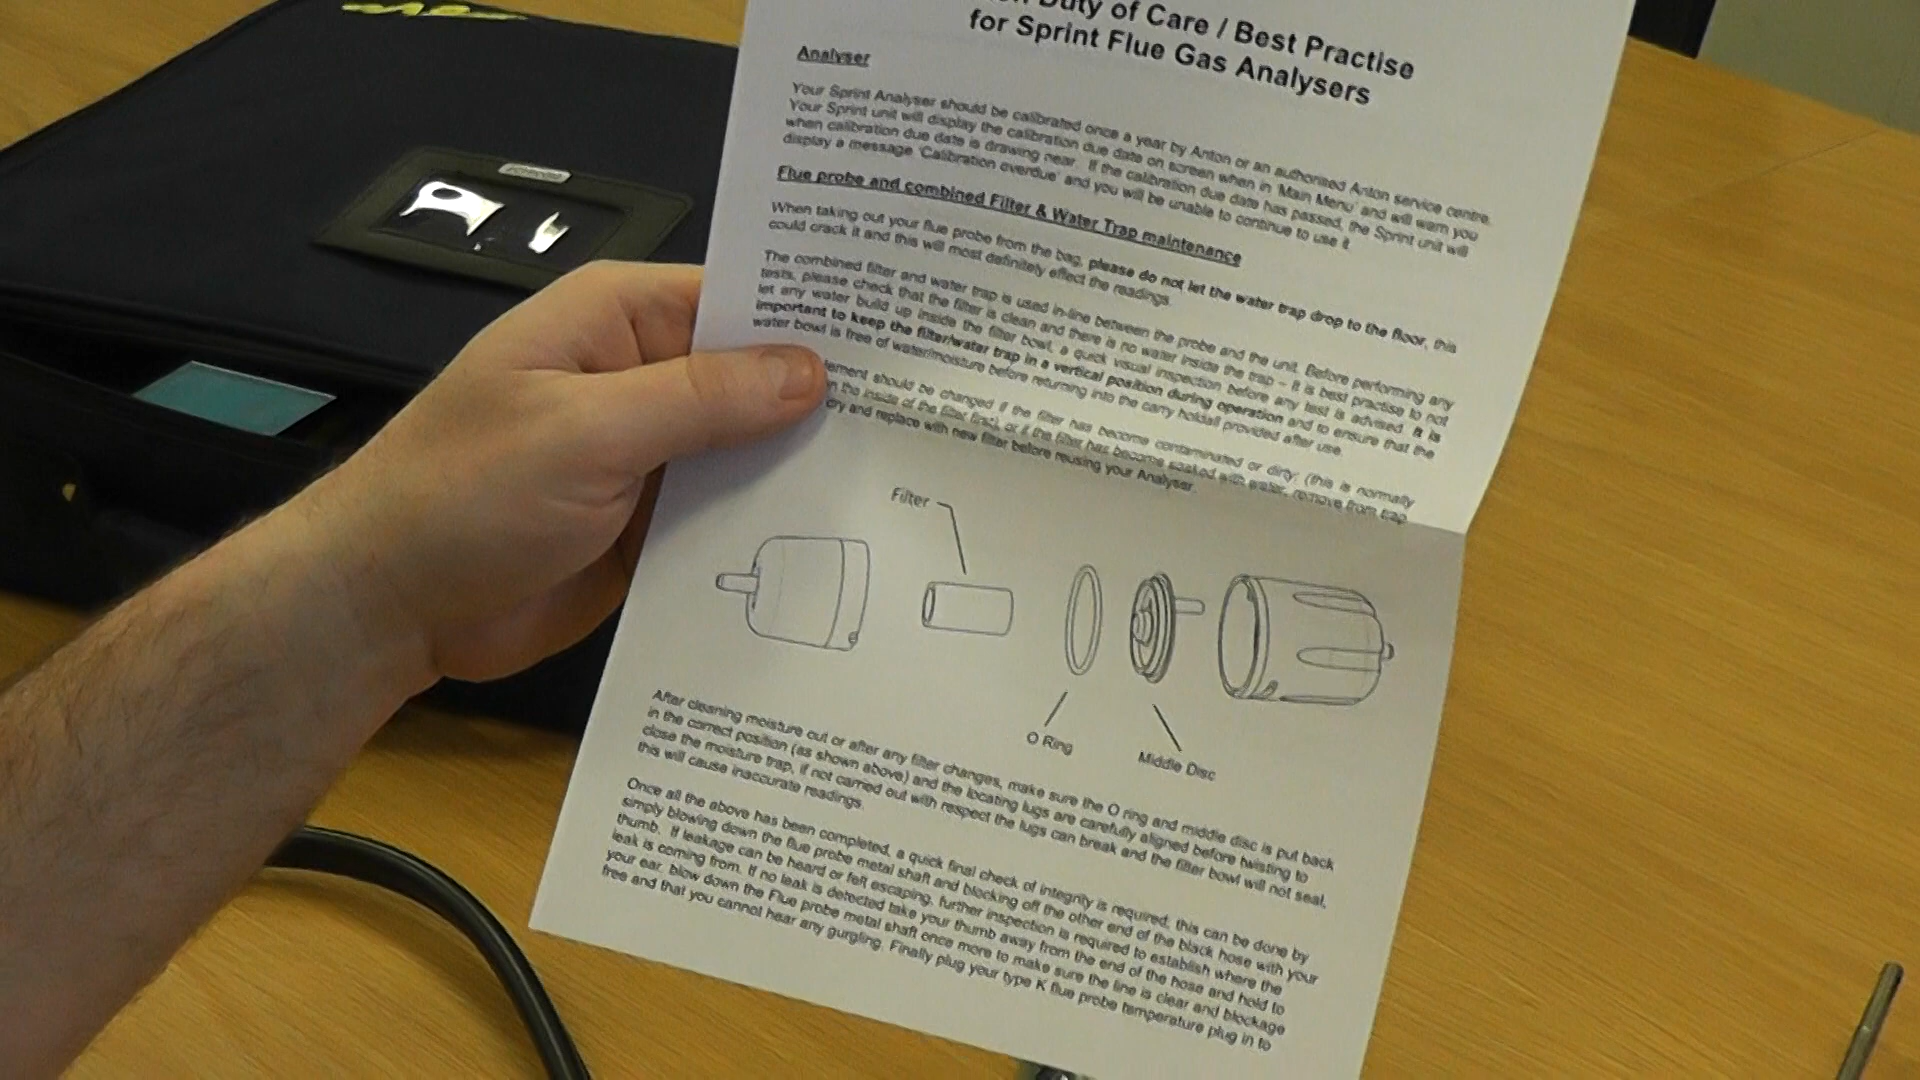 Duty of Care / Best Practise
for Sprint Flue Gas Analysers
Analyser
Your Sprint Analyser should be calibrated once a year by Anton or an authorised Anton service centre.
Your Sprint unit will display the calibration due date on screen when in 'Main Menu' and will warn you
when calibration due date is drawing near. If the calibration due date has passed, the Sprint unit will
display a message 'Calibration overdue' and you will be unable to continue to use it.
Flue probe and combined Filter & Water Trap maintenance
When taking out your flue probe from the bag, please do not let the water trap drop to the floor, this
could crack it and this will most definitely effect the readings.
The combined filter and water trap is used in-line between the probe and the unit. Before performing any
tests, please check that the filter is clean and there is no water inside the trap – it is best practise to not
let any water build up inside the filter bowl, a quick visual inspection before any test is advised. It is
important to keep the filter/water trap in a vertical position during operation and to ensure that the
water bowl is free of water/moisture before returning into the carry holdall provided after use.
should be changed if the filter has become contaminated or dirty, (this is normally
the inside of the filter first), or if the filter has become soaked with water, remove from trap
dry and replace with new filter before reusing your Analyser.
Filter
O Ring
Middle Disc
After cleaning moisture out or after any filter changes, make sure the O ring and middle disc is put back
in the correct position (as shown above) and the locating lugs are carefully aligned before twisting to
close the moisture trap, if not carried out with respect the lugs can break and the filter bowl will not seal,
this will cause inaccurate readings.
Once all the above has been completed, a quick final check of integrity is required; this can be done by
simply blowing down the flue probe metal shaft and blocking off the other end of the black hose with your
thumb. If leakage can be heard or felt escaping, further inspection is required to establish where the
leak is coming from. If no leak is detected take your thumb away from the end of the hose and hold to
your ear, blow down the Flue probe metal shaft once more to make sure the line is clear and blockage
free and that you cannot hear any gurgling. Finally plug your type K flue probe temperature plug in to